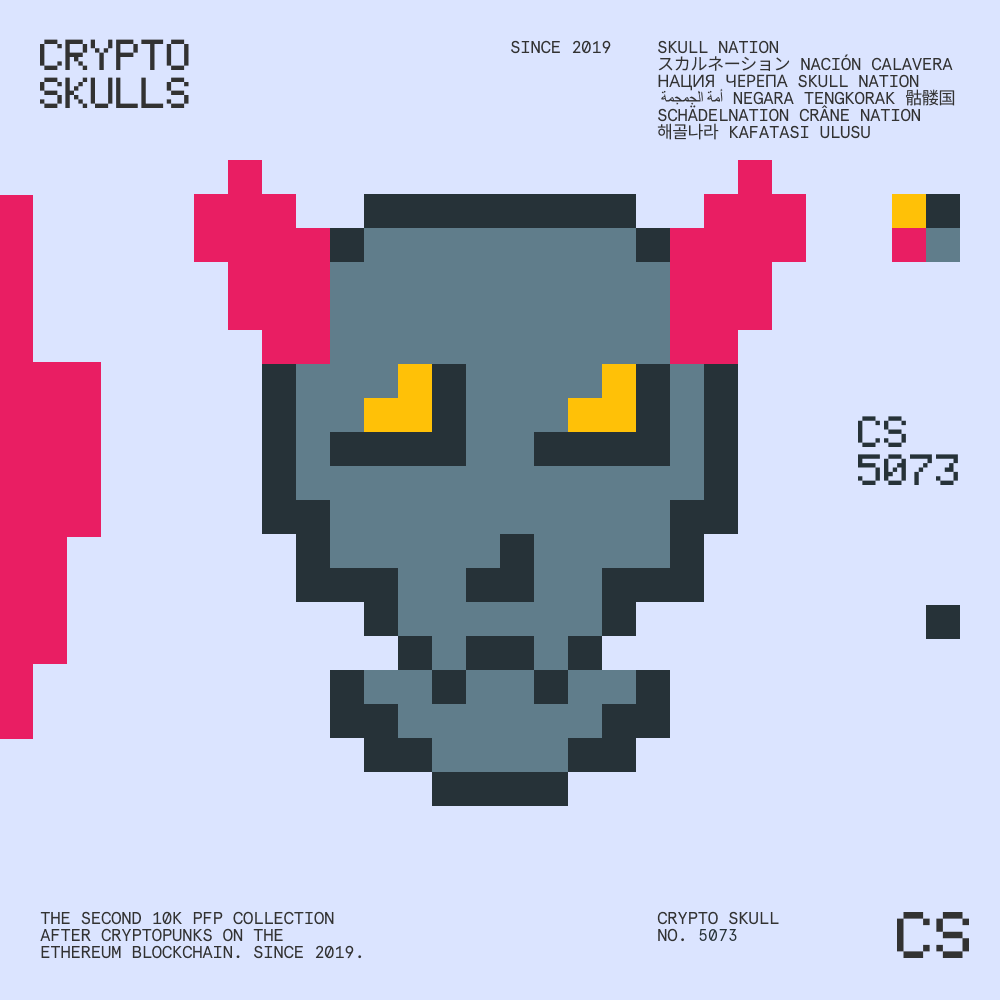 CRYPTO
SKULLS
SINCE 2019
SKULL NATION
スカルネーション NACIÓN CALAVERA
НАЦИЯ ЧЕРЕПА SKULL NATION
أمة الجمجمة NEGARA TENGKORAK 骷髅国
SCHÄDELNATION CRÂNE NATION
해골나라 KAFATASI ULUSU
CS
5073
THE SECOND 10K PFP COLLECTION
AFTER CRYPTOPUNKS ON THE
ETHEREUM BLOCKCHAIN. SINCE 2019.
CRYPTO SKULL
NO. 5073
CS